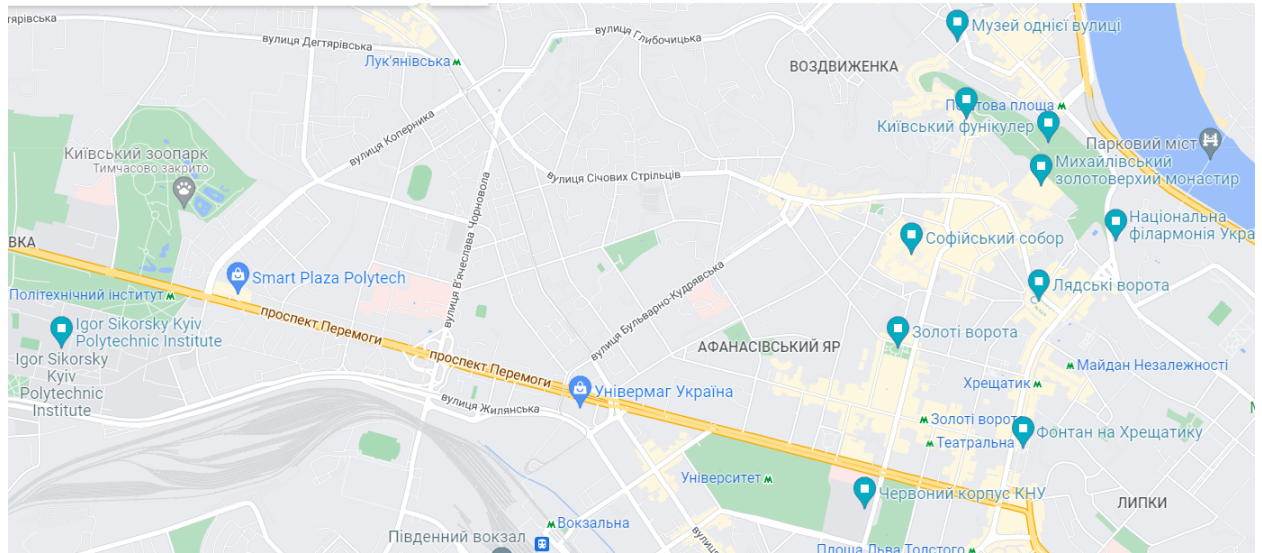 тярівська
вулиця Дегтярівська
Лук'янівська
вулиця Глибочицька
ВОЗДВИЖЕНКА
Музей однієї вулиці
Поштова площа
Київський фунікулер
Парковий міст
Михайлівський
золотоверхий монастир
Київський зоопарк
Тимчасово закрито
вулиця Коперника
вулиця Січових Стрільців
вулиця В'ячеслава Чорновола
Національна
філармонія Укра
Софійський собор
ВКА
Smart Plaza Polytech
Політехнічний інститут
вулиця Бульварно-Кудрявська
Лядські ворота
проспект Перемоги
Igor Sikorsky Kyiv
Polytechnic Institute
Igor Sikorsky
Kyiv
Polytechnic
Institute
Золоті ворота
АФАНАСІВСЬКИЙ ЯР
проспект Перемоги
Майдан Незалежності
Хрещатик
Універмаг Україна
вулиця Жилянська
Золоті ворота
Театральна
Фонтан на Хрещатику
Університет
Червоний корпус КНУ
ЛИПКИ
Вокзальна
Південний вокзал
вулиц
Площа Льва Толстого